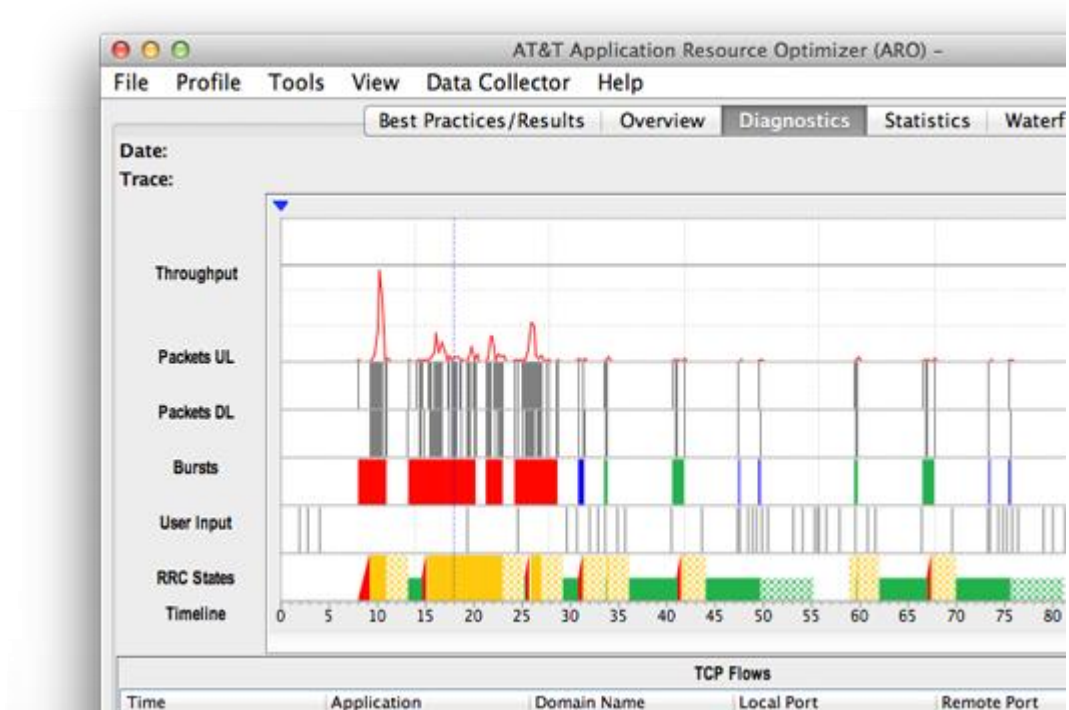 AT&T Application Resource Optimizer (ARO) –
File Profile Tools View Data Collector Help
Best Practices/Results Overview Diagnostics Statistics Waterf
Date:
Trace:
Throughput
Packets UL
Packets DL
Bursts
User Input
RRC States
Timeline 0 5 10 15 20 25 30 35 40 45 50 55 60 65 70 75 80
TCP Flows
Time Application Domain Name Local Port Remote Port